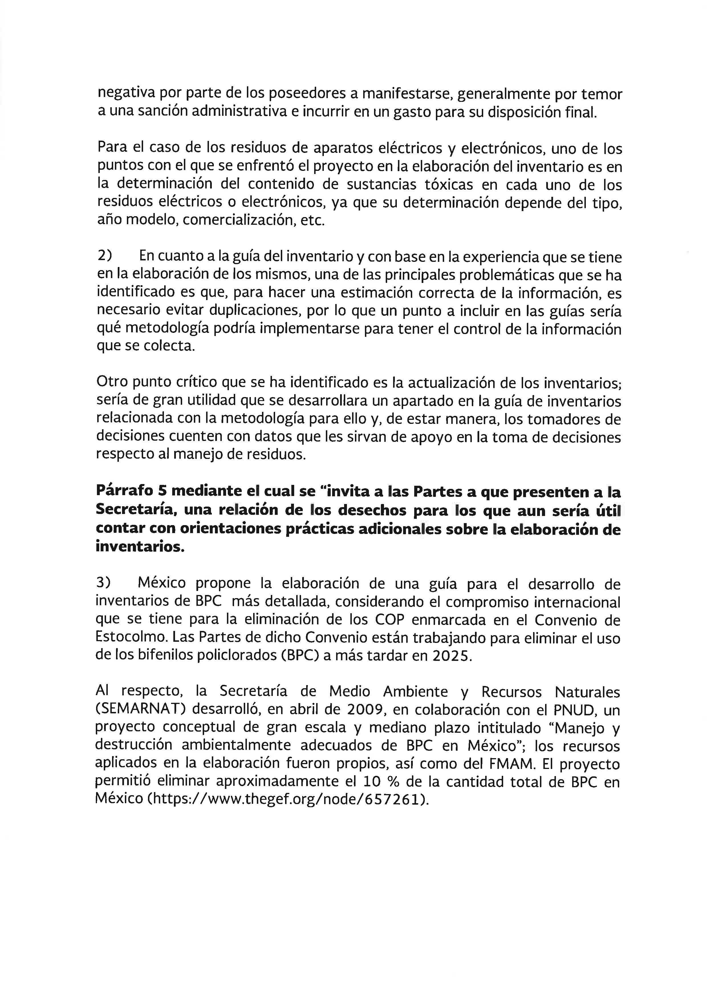 negativa por parte de los poseedores a manifestarse, generalmente por temor
a una sanción administrativa e incurrir en un gasto para su disposición final.
Para el caso de los residuos de aparatos eléctricos y electrónicos, uno de los
puntos con el que se enfrentó el proyecto en la elaboración del inventario es en
la determinación del contenido de sustancias tóxicas en cada uno de los
residuos eléctricos o electrónicos, ya que su determinación depende del tipo,
año modelo, comercialización, etc.
2) En cuanto a la guía del inventario y con base en la experiencia que se tiene
en la elaboración de los mismos, una de las principales problemáticas que se ha
identificado es que, para hacer una estimación correcta de la información, es
necesario evitar duplicaciones, por lo que un punto a incluir en las guías sería
qué metodología podría implementarse para tener el control de la información
que se colecta.
Otro punto crítico que se ha identificado es la actualización de los inventarios;
sería de gran utilidad que se desarrollara un apartado en la guía de inventarios
relacionada con la metodología para ello y, de estar manera, los tomadores de
decisiones cuenten con datos que les sirvan de apoyo en la toma de decisiones
respecto al manejo de residuos.
Párrafo 5 mediante el cual se “invita a las Partes a que presenten a la
Secretaría, una relación de los desechos para los que aun sería útil
contar con orientaciones prácticas adicionales sobre la elaboración de
inventarios.
3) México propone la elaboración de una guía para el desarrollo de
inventarios de BPC más detallada, considerando el compromiso internacional
que se tiene para la eliminación de los COP enmarcada en el Convenio de
Estocolmo. Las Partes de dicho Convenio están trabajando para eliminar el uso
de los bifenilos policlorados (BPC) a más tardar en 2025.
Al respecto, la Secretaría de Medio Ambiente y Recursos Naturales
(SEMARNAT) desarrolló, en abril de 2009, en colaboración con el PNUD, un
proyecto conceptual de gran escala y mediano plazo intitulado “Manejo y
destrucción ambientalmente adecuados de BPC en México”; los recursos
aplicados en la elaboración fueron propios, así como del FMAM. El proyecto
permitió eliminar aproximadamente el 10 % de la cantidad total de BPC en
México (https://www.thegef.org/node/657261).